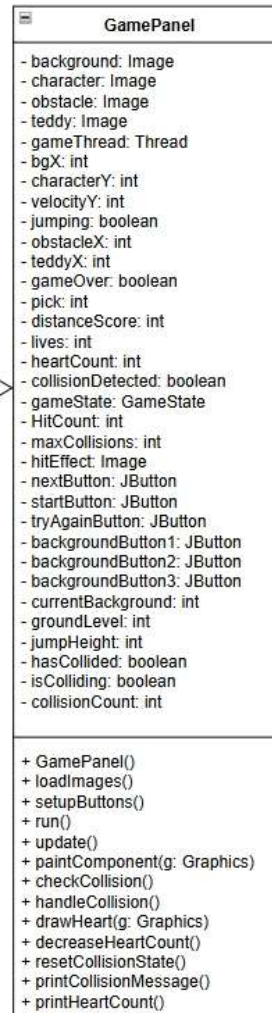 GamePanel
- background: Image
- character: Image
- obstacle: Image
- teddy: Image
- gameThread: Thread
- bgX: int
- characterY: int
- velocityY: int
- jumping: boolean
- obstacleX: int
- teddyX: int
- gameOver: boolean
- pick: int
- distanceScore: int
- lives: int
- heartCount: int
- collisionDetected: boolean
- gameState: GameState
- HitCount: int
- maxCollisions: int
- hitEffect: Image
- nextButton: JButton
- startButton: JButton
- tryAgainButton: JButton
- backgroundButton1: JButton
- backgroundButton2: JButton
- backgroundButton3: JButton
- currentBackground: int
- groundLevel: int
- jumpHeight: int
- hasCollided: boolean
- isColliding: boolean
- collisionCount: int
+ GamePanel()
+ loadImages()
+ setupButtons()
+ run()
+ update()
+ paintComponent(g: Graphics)
+ checkCollision()
+ handleCollision()
+ drawHeart(g: Graphics)
+ decreaseHeartCount()
+ resetCollisionState()
+ printCollisionMessage()
+ printHeartCount()